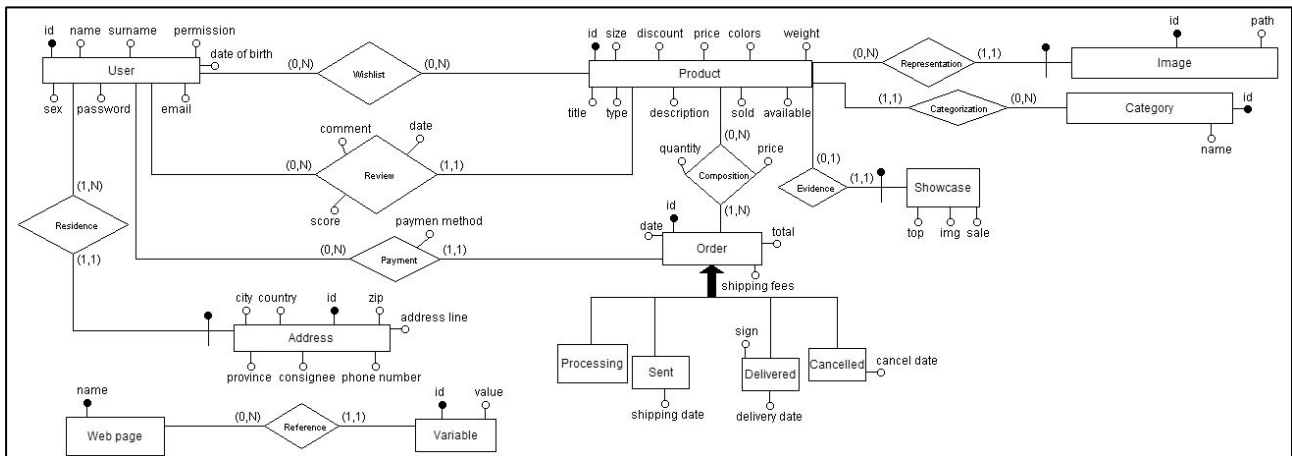 id name surname permission
date of birth
User
sex password email
(0,N) Wishlist (0,N)
id size discount price colors weight
Product
title type description sold available
(0,N) Representation (1,1)
id path
Image
(1,1) Categorization (0,N)
Category
id
name
comment date
(0,N) Review (1,1)
score
(0,N)
quantity price
Composition
(1,N)
(0,1)
Evidence (1,1)
Showcase
top img sale
(1,N)
Residence
(1,1)
paymen method
(0,N) Payment (1,1)
id
date
Order
total
shipping fees
city country id zip
address line
Address
province consignee phone number
Processing
Sent
shipping date
sign
Delivered
delivery date
Cancelled
cancel date
name
Web page
(0,N) Reference (1,1)
id value
Variable